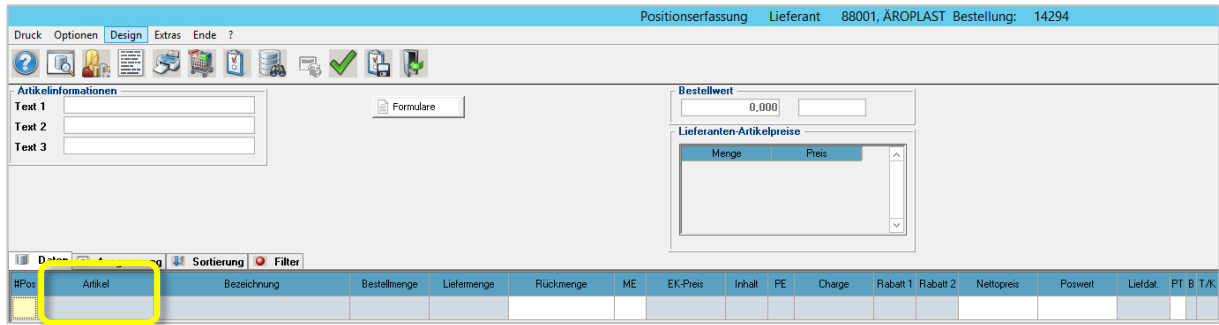 Positionserfassung Lieferant 88001, ÄROPLAST Bestellung: 14294
Druck Optionen Design Extras Ende ?
Artikelinformationen
Text 1
Text 2
Text 3
Formulare
Bestellwert
0,000
Lieferanten-Artikelpreise
Menge Preis
Sortierung Filter
#Pos Artikel Bezeichnung Bestellmenge Liefermenge Rückmenge ME EK-Preis Inhalt PE Charge Rabatt 1 Rabatt 2 Nettopreis Poswert Liefdat. PT B T/K